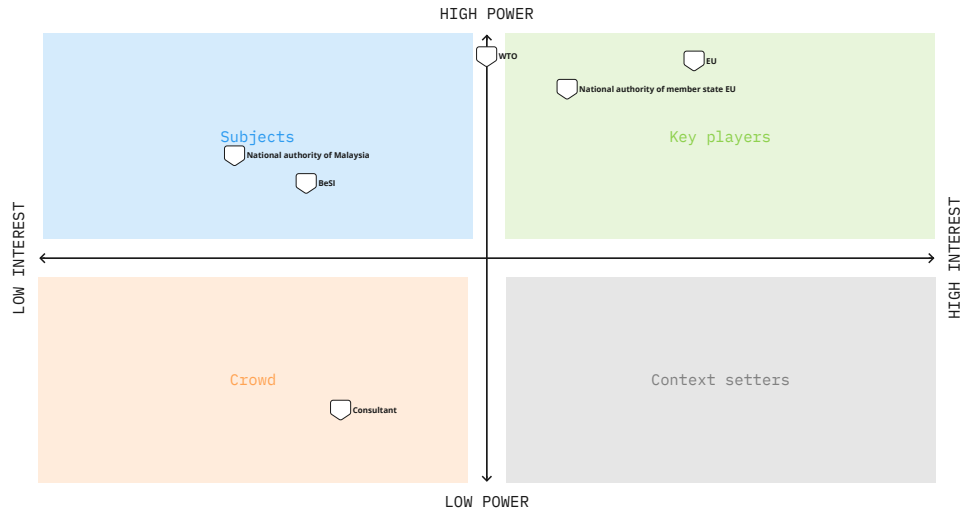 HIGH POWER
WTO
EU
National authority of member state EU
Subjects
Key players
National authority of Malaysia
BeSI
LOW INTEREST
HIGH INTEREST
Crowd
Context setters
Consultant
LOW POWER